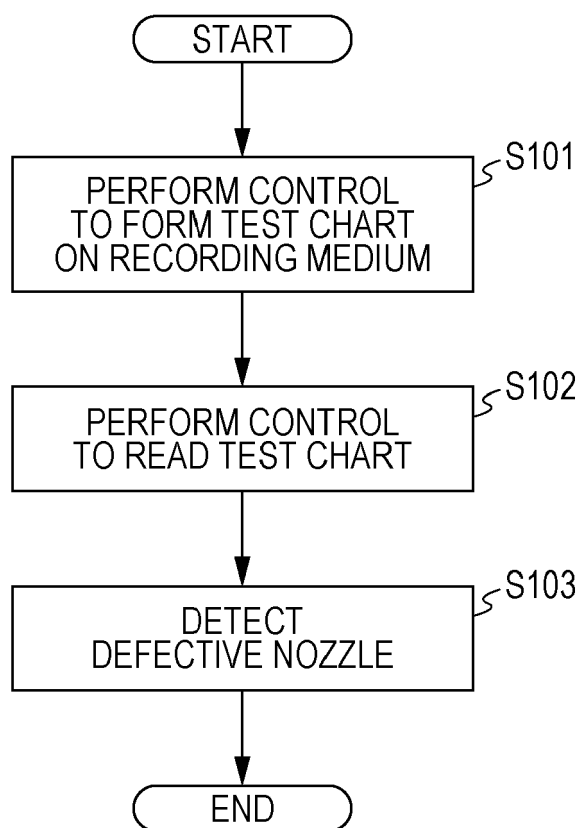 START
S101
PERFORM CONTROL
TO FORM TEST CHART
ON RECORDING MEDIUM
S102
PERFORM CONTROL
TO READ TEST CHART
S103
DETECT
DEFECTIVE NOZZLE
END